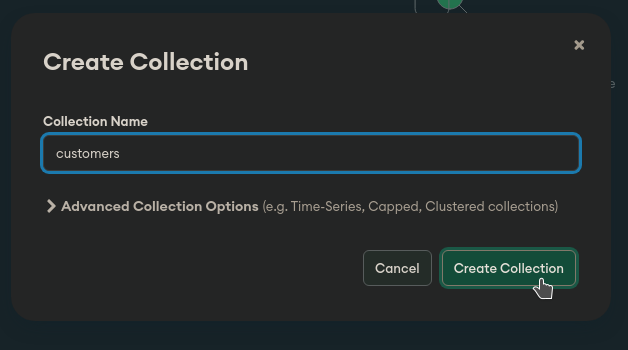 Create Collection
Collection Name
customers
Advanced Collection Options (e.g. Time-Series, Capped, Clustered collections)
Cancel
Create Collection